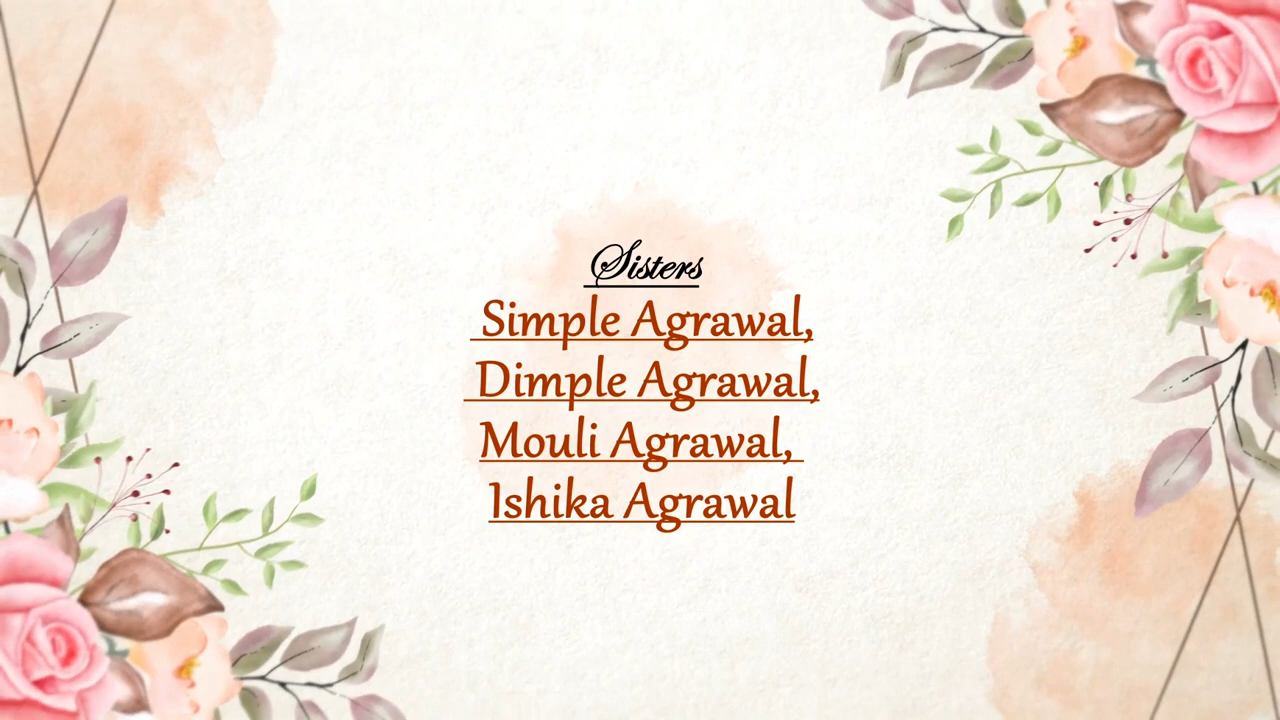 Sisters
Simple Agrawal,
Dimple Agrawal,
Mouli Agrawal,
Ishika Agrawal